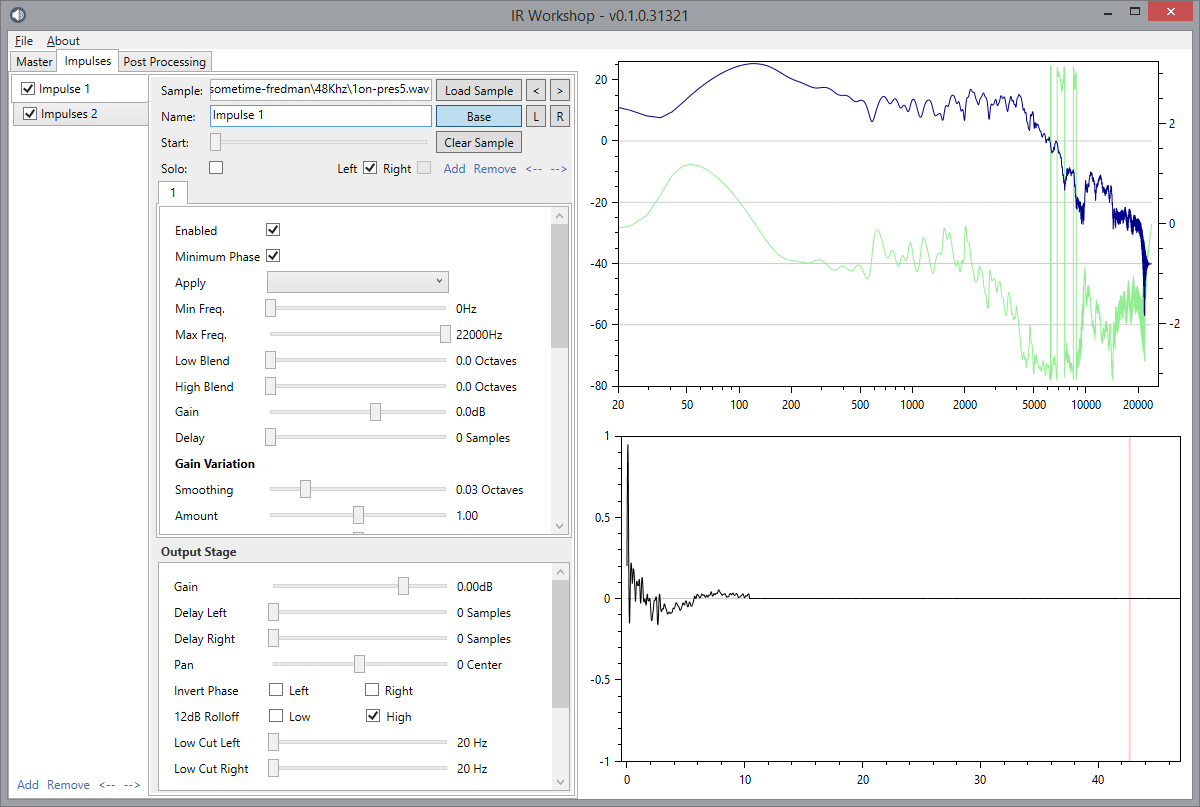 IR Workshop - v0.1.0.31321
File About
Master Impulses Post Processing
Impulse 1
Impulses 2
Sample: sometime-fredman\48Khz\1on-pres5.wav Load Sample < >
Name: Impulse 1 Base L R
Start: Clear Sample
Solo: Left Right Add Remove <-- -->
1
Enabled
Minimum Phase
Apply
Min Freq. 0Hz
Max Freq. 22000Hz
Low Blend 0.0 Octaves
High Blend 0.0 Octaves
Gain 0.0dB
Delay 0 Samples
Gain Variation
Smoothing 0.03 Octaves
Amount 1.00
Output Stage
Gain 0.00dB
Delay Left 0 Samples
Delay Right 0 Samples
Pan 0 Center
Invert Phase Left Right
12dB Rolloff Low High
Low Cut Left 20 Hz
Low Cut Right 20 Hz
Add Remove <-- -->
20
0
-20
-40
-60
-80
2
0
-2
20 50 100 200 500 1000 2000 5000 10000 20000
1
0.5
0
-0.5
-1
0 10 20 30 40